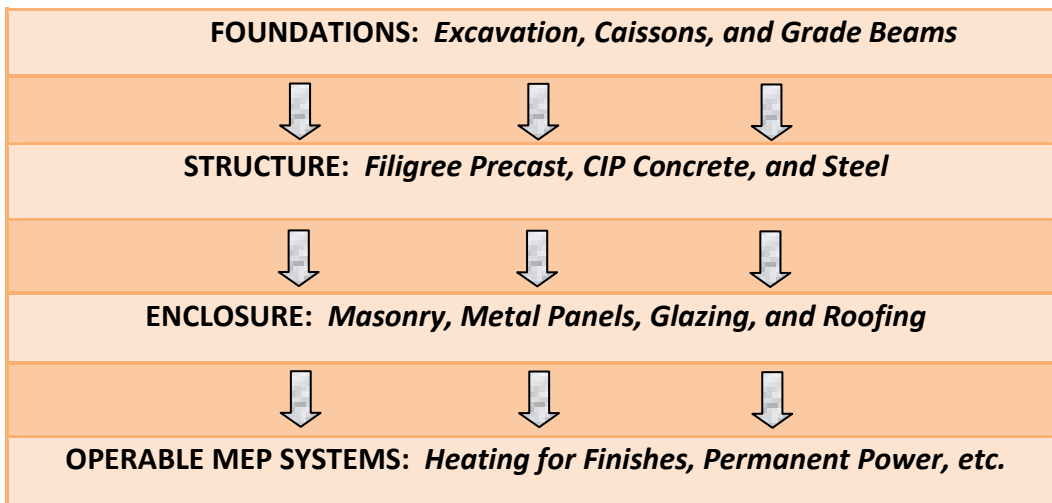 FOUNDATIONS: Excavation, Caissons, and Grade Beams
STRUCTURE: Filigree Precast, CIP Concrete, and Steel
ENCLOSURE: Masonry, Metal Panels, Glazing, and Roofing
OPERABLE MEP SYSTEMS: Heating for Finishes, Permanent Power, etc.